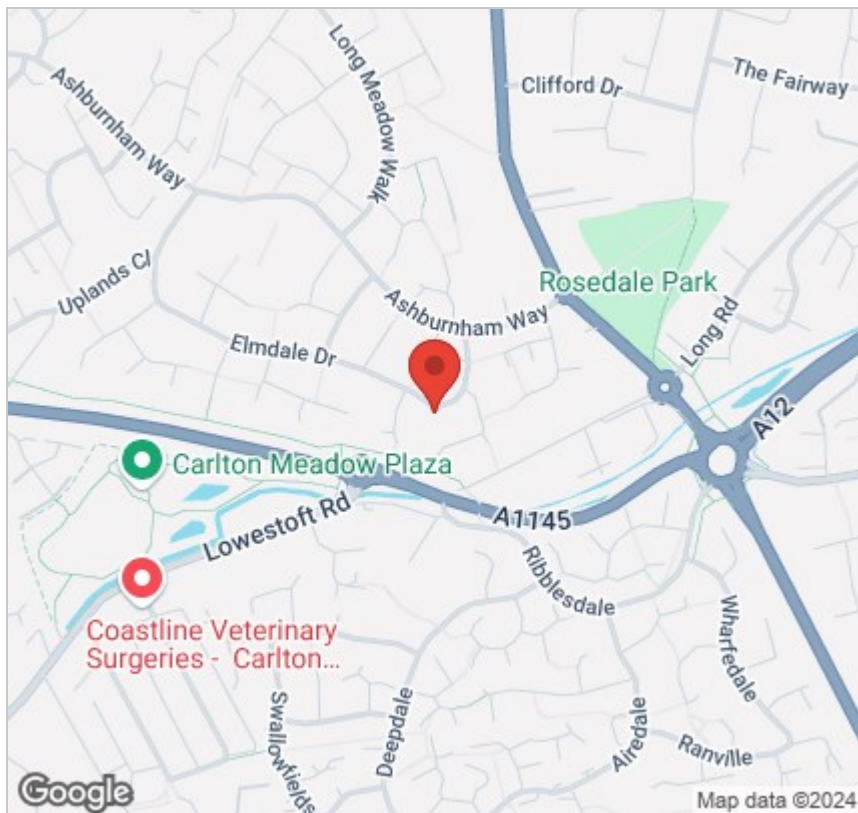 Long Meadow Walk
Clifford Dr
The Fairway
Ashburnham Way
Uplands Cl
Ashburnham Way
Rosedale Park
Elmdale Dr
Long Rd
A12
Carlton Meadow Plaza
Lowestoft Rd
A1145
Ribblesdale
Wharfedale
Coastline Veterinary
Surgeries - Carlton...
Swallowfields
Deepdale
Airedale
Ranville
Google
Map data ©2024